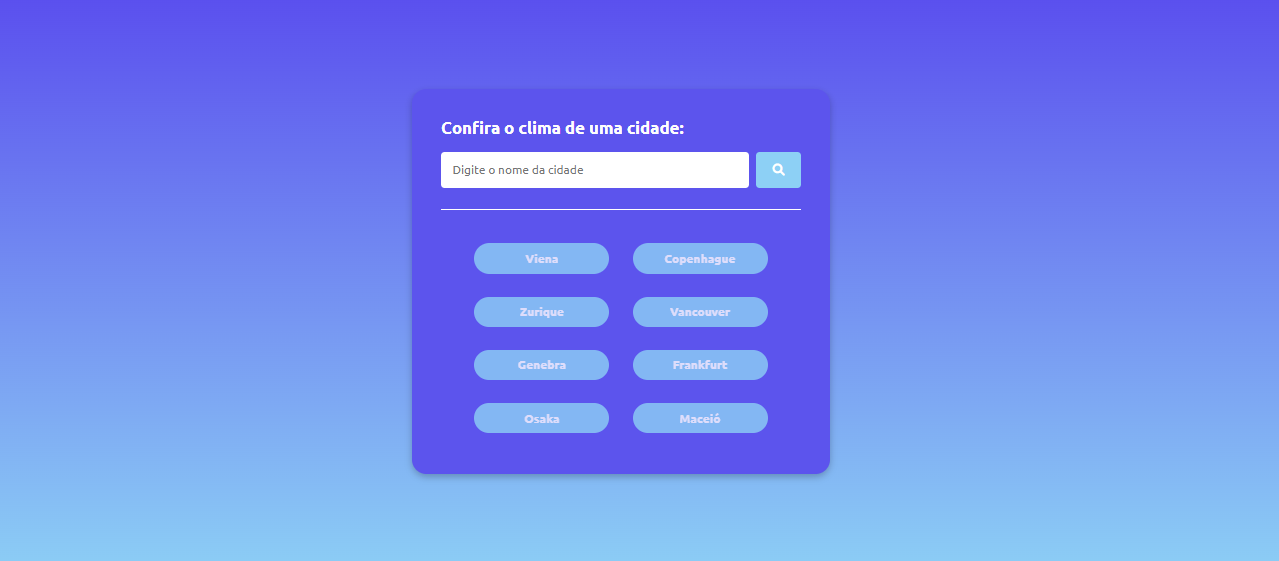 Confira o clima de uma cidade:
Digite o nome da cidade
Viena Copenhague
Zurique Vancouver
Genebra Frankfurt
Osaka Maceió